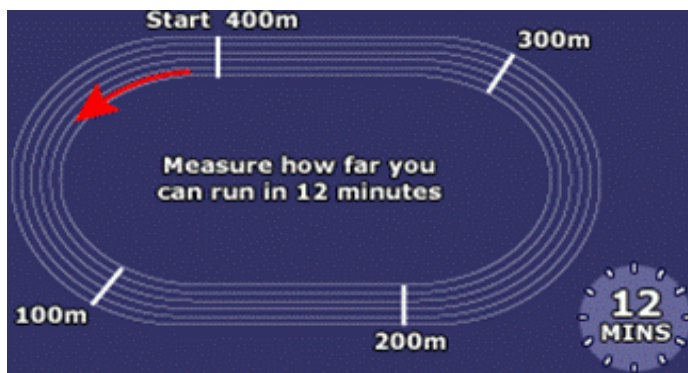 Start 400m
300m
Measure how far you
can run in 12 minutes
100m
200m
12
MINS